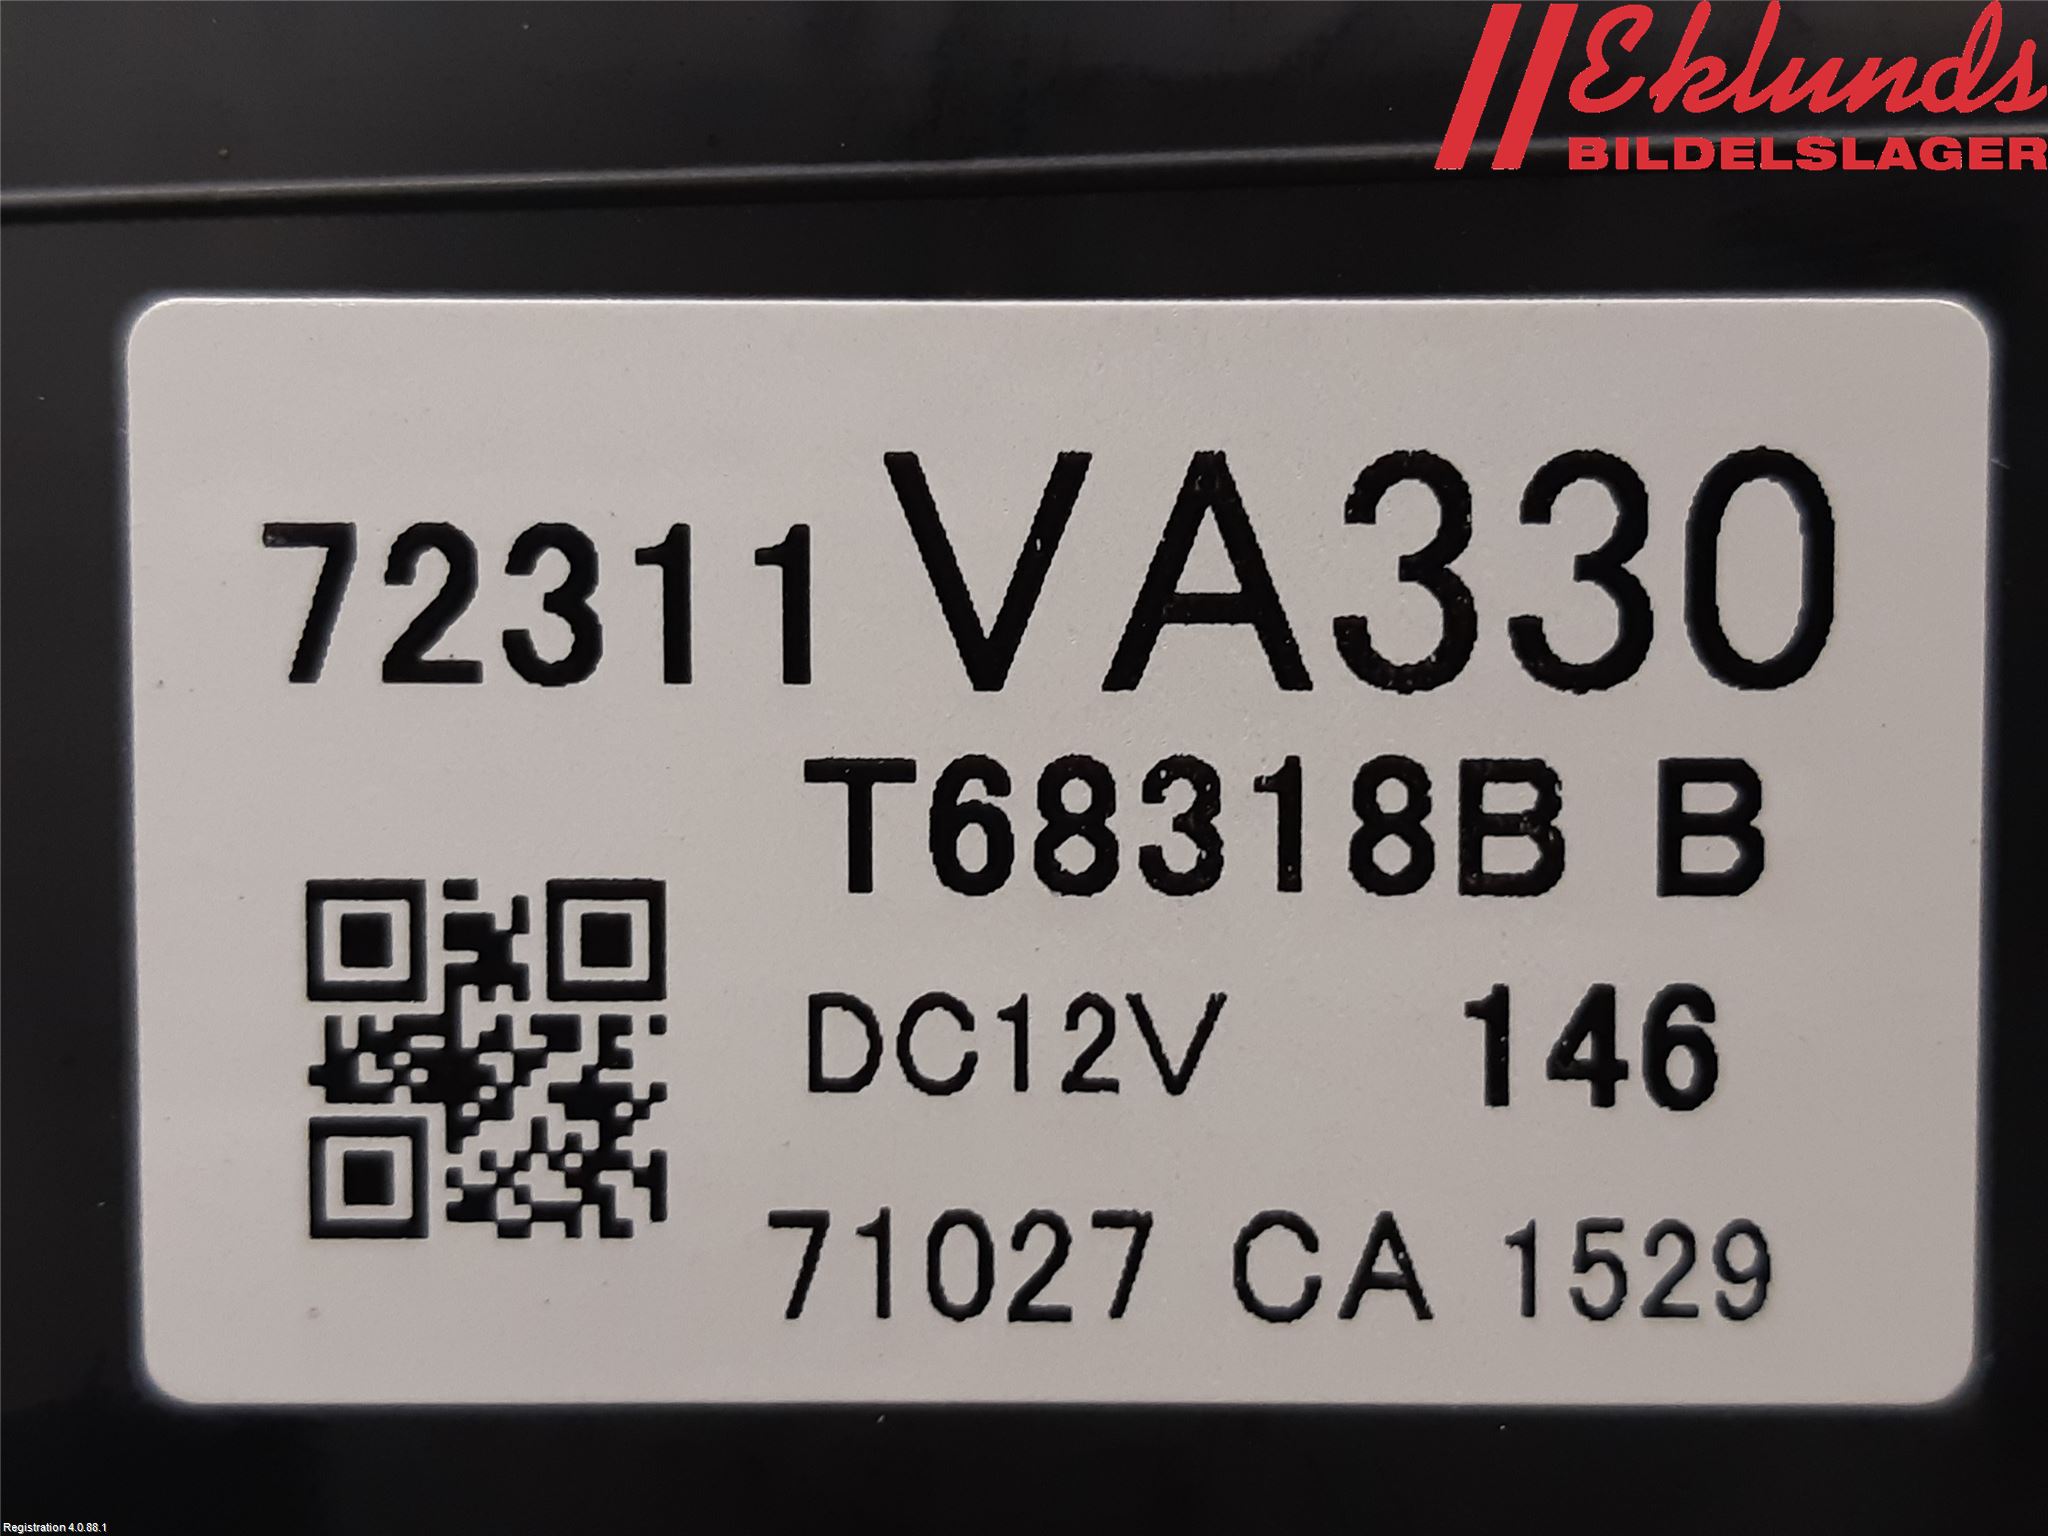 Eklunds
BILDELSLAGER
72311VA330
T68318B B
DC12V 146
71027 CA 1529
Registration 4.0.88.1